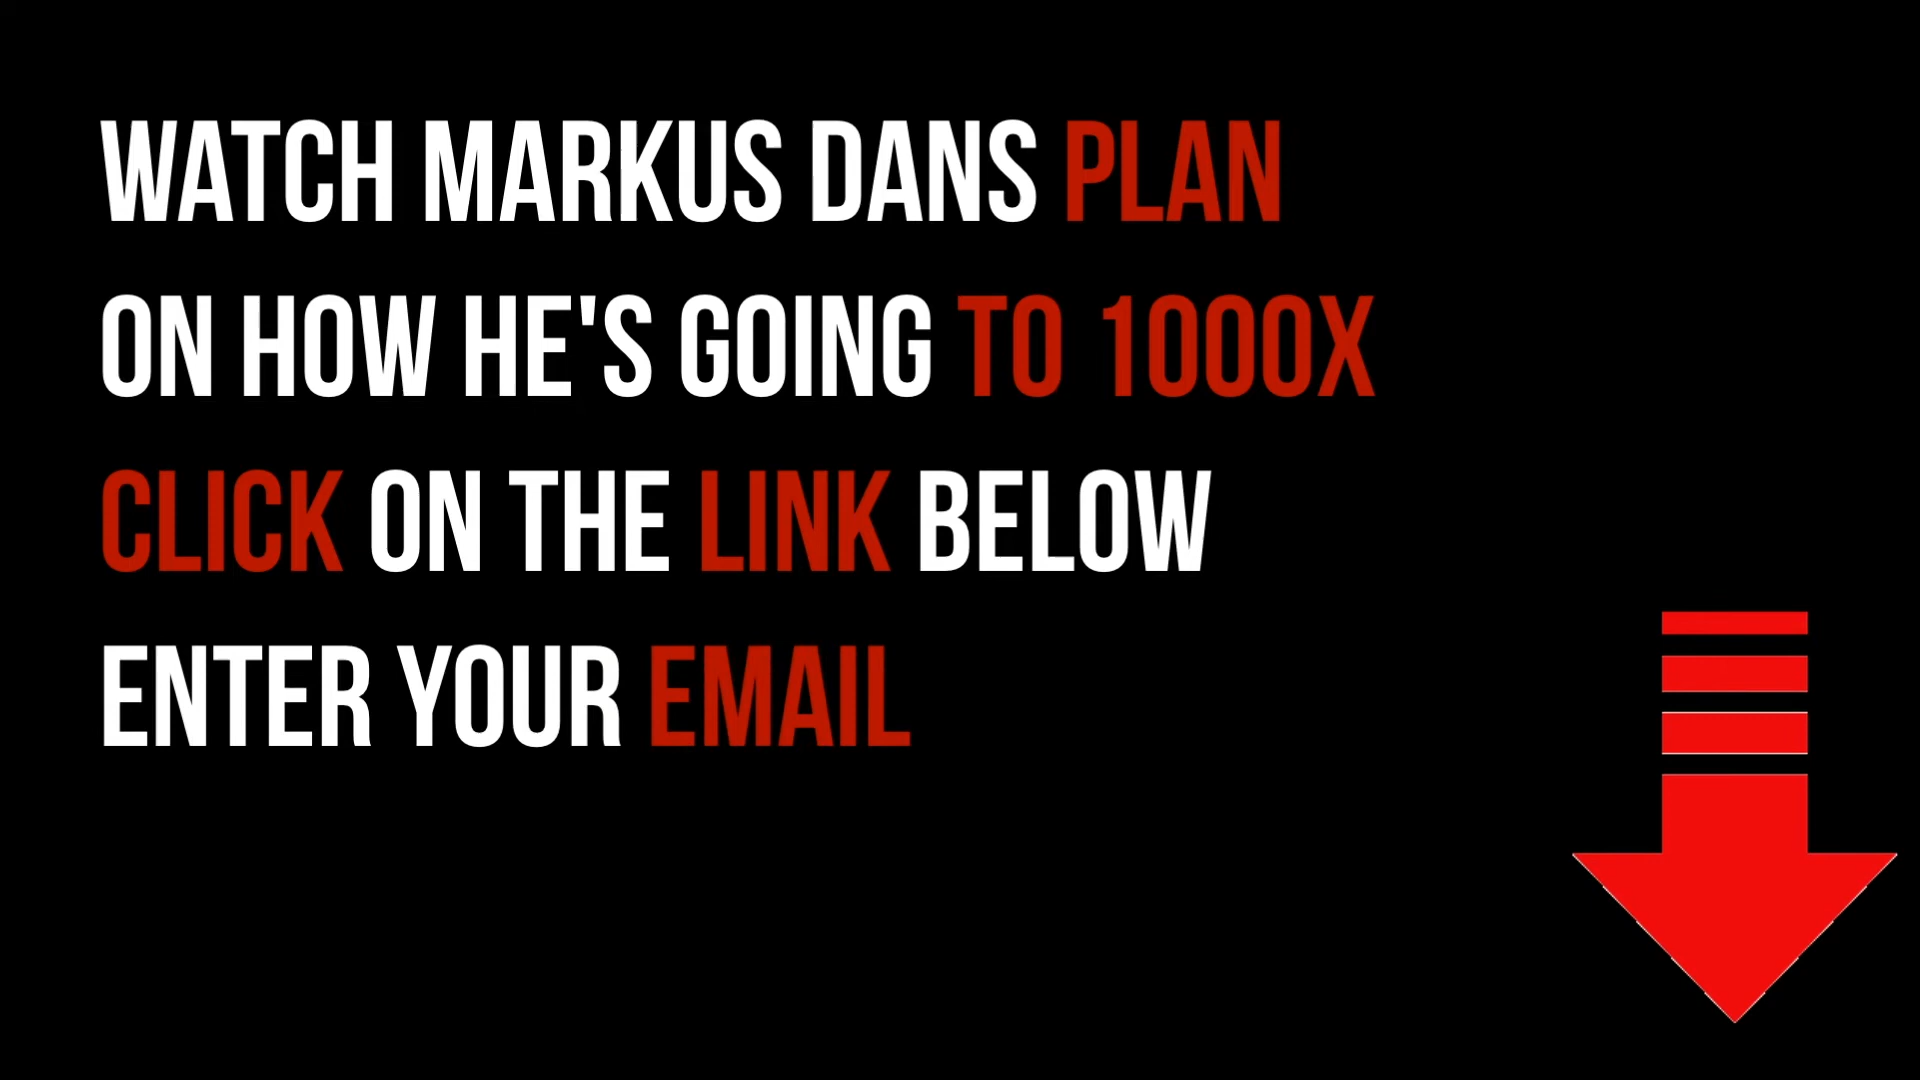 WATCH MARKUS DANS PLAN
ON HOW HE'S GOING TO 1000X
CLICK ON THE LINK BELOW
ENTER YOUR EMAIL